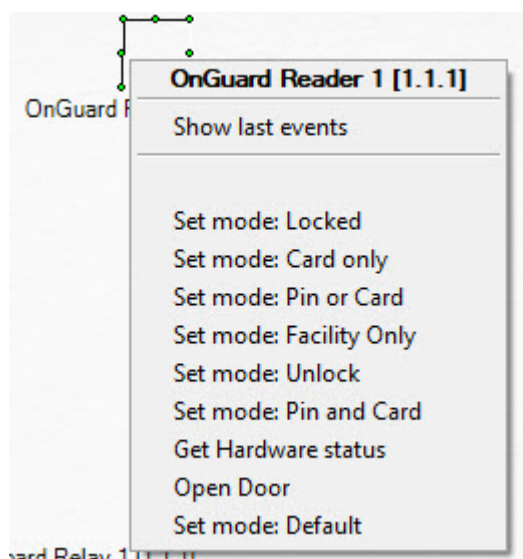 OnGuard Reader 1 [1.1.1]
OnGuard
Show last events
Set mode: Locked
Set mode: Card only
Set mode: Pin or Card
Set mode: Facility Only
Set mode: Unlock
Set mode: Pin and Card
Get Hardware status
Open Door
Set mode: Default
Relay 1